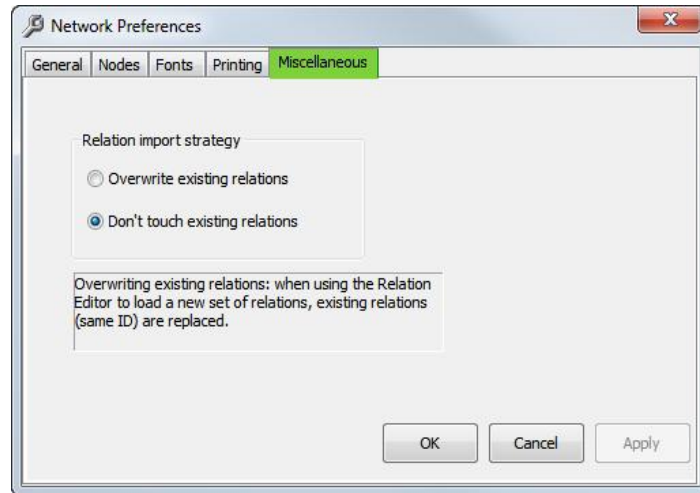 Network Preferences
General Nodes Fonts Printing Miscellaneous
Relation import strategy
Overwrite existing relations
Don't touch existing relations
Overwriting existing relations: when using the Relation
Editor to load a new set of relations, existing relations
(same ID) are replaced.
OK Cancel Apply